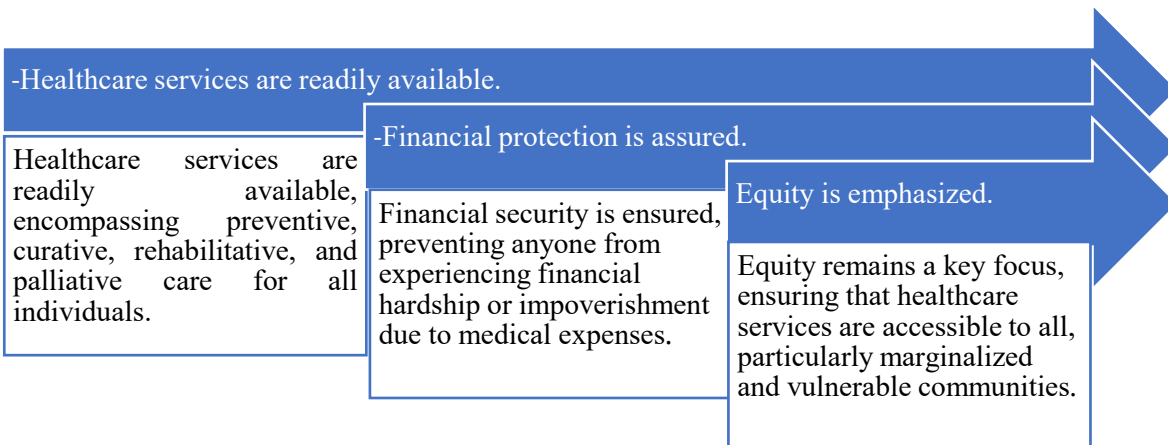 -Healthcare services are readily available.
Healthcare services are
readily available,
encompassing preventive,
curative, rehabilitative, and
palliative care for all
individuals.
-Financial protection is assured.
Financial security is ensured,
preventing anyone from
experiencing financial
hardship or impoverishment
due to medical expenses.
Equity is emphasized.
Equity remains a key focus,
ensuring that healthcare
services are accessible to all,
particularly marginalized
and vulnerable communities.